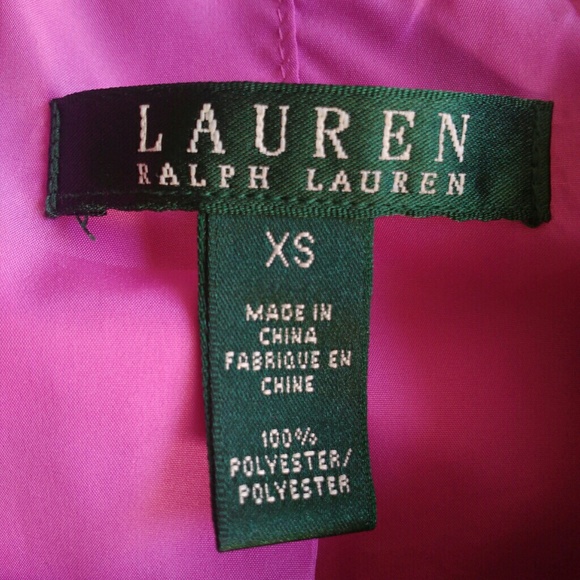 LAUREN
RALPH LAUREN
XS
MADE IN
CHINA
FABRIQUE EN
CHINE
100%
POLYESTER/
POLYESTER